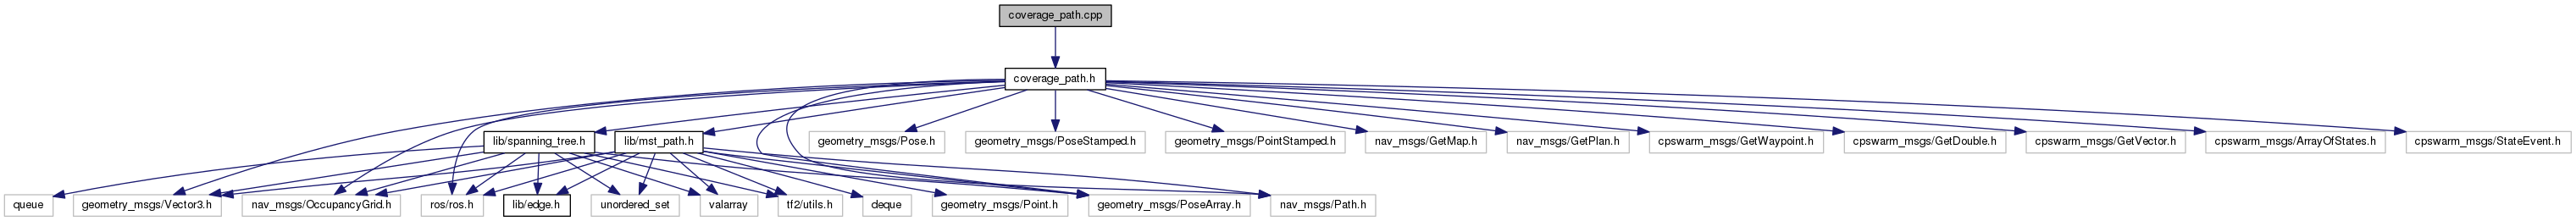 coverage_path.cpp
coverage_path.h
lib/spanning_tree.h
lib/mst_path.h
geometry_msgs/Pose.h
geometry_msgs/PoseStamped.h
geometry_msgs/PointStamped.h
nav_msgs/GetMap.h
nav_msgs/GetPlan.h
cpswarm_msgs/GetWaypoint.h
cpswarm_msgs/GetDouble.h
cpswarm_msgs/GetVector.h
cpswarm_msgs/ArrayOfStates.h
cpswarm_msgs/StateEvent.h
queue
geometry_msgs/Vector3.h
nav_msgs/OccupancyGrid.h
ros/ros.h
lib/edge.h
unordered_set
valarray
tf2/utils.h
deque
geometry_msgs/Point.h
geometry_msgs/PoseArray.h
nav_msgs/Path.h